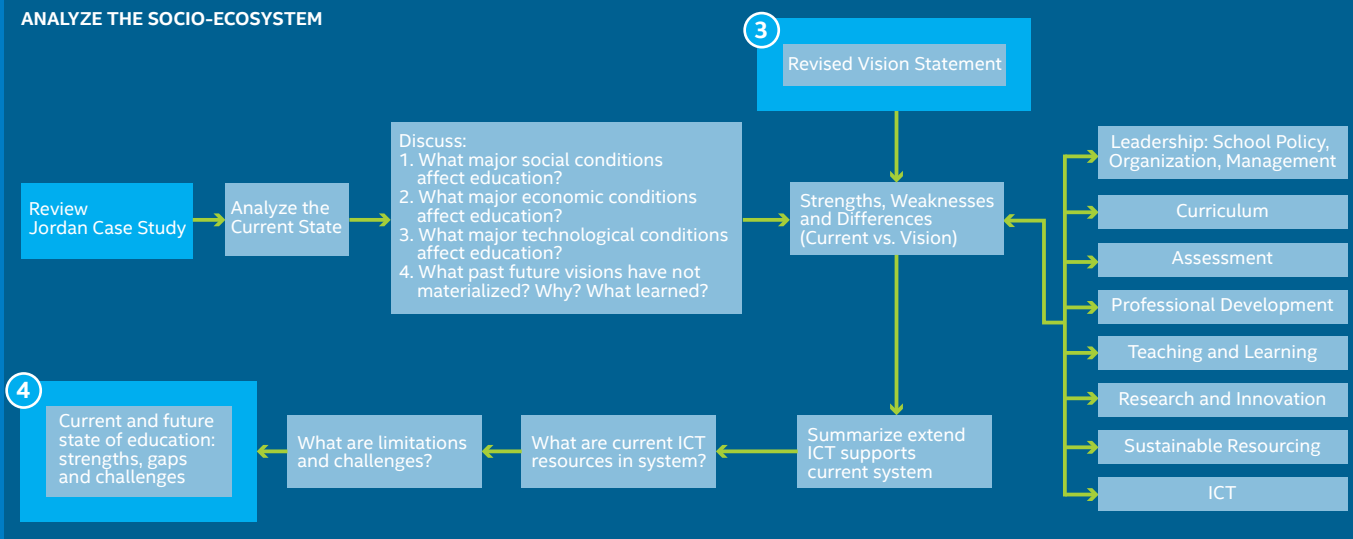 ANALYZE THE SOCIO-ECOSYSTEM
3
Revised Vision Statement
Review
Jordan Case Study
Analyze the
Current State
Discuss:
1. What major social conditions
affect education?
2. What major economic conditions
affect education?
3. What major technological conditions
affect education?
4. What past future visions have not
materialized? Why? What learned?
Strengths, Weaknesses
and Differences
(Current vs. Vision)
Leadership: School Policy,
Organization, Management
Curriculum
Assessment
Professional Development
Teaching and Learning
Research and Innovation
Sustainable Resourcing
ICT
Summarize extend
ICT supports
current system
What are current ICT
resources in system?
What are limitations
and challenges?
4
Current and future
state of education:
strengths, gaps
and challenges